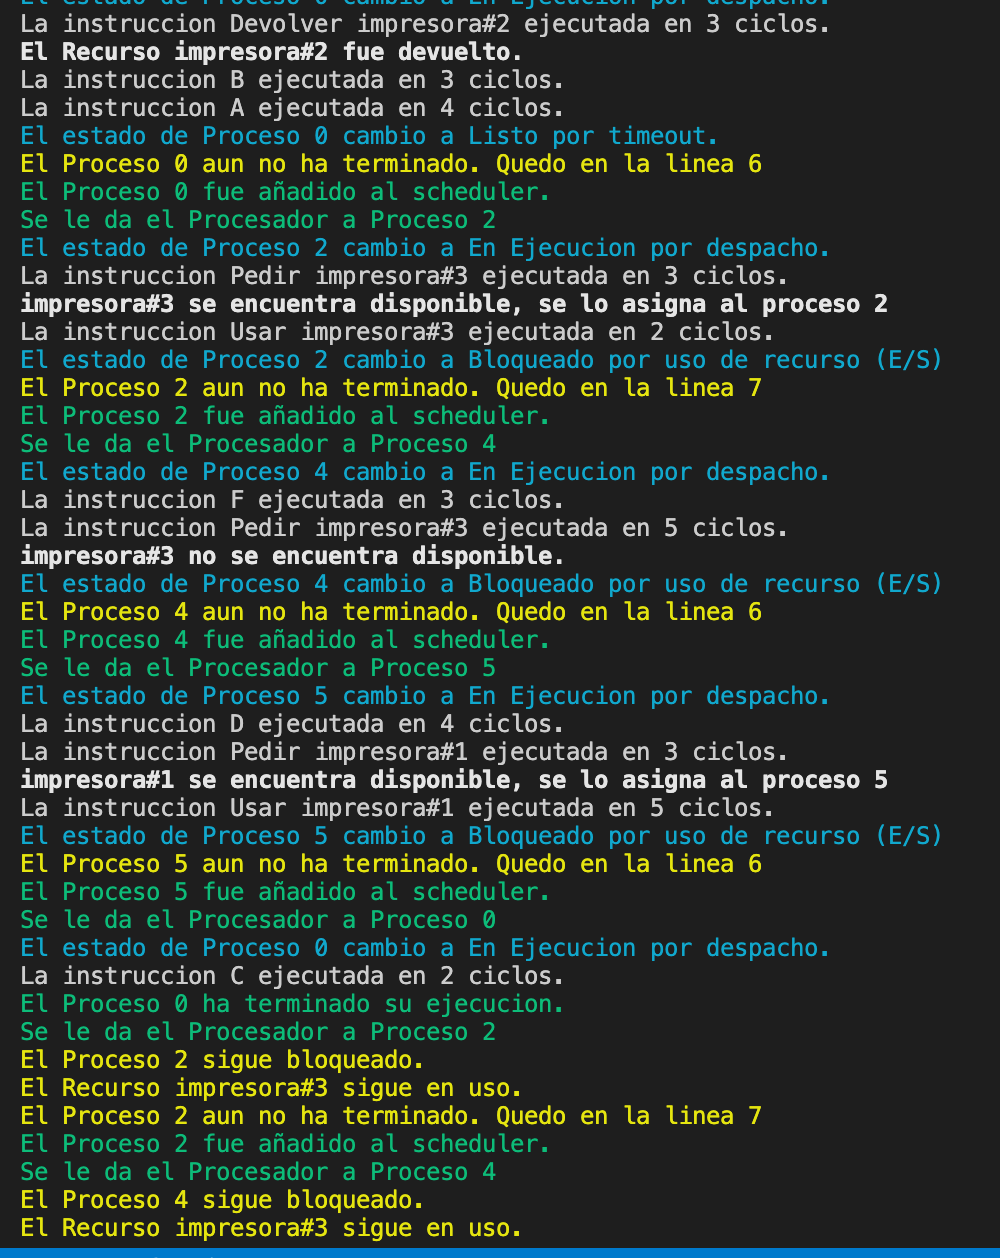 El estado de Proceso 0 cambio a En Ejecucion por despacho.
La instruccion Devolver impresora#2 ejecutada en 3 ciclos.
El Recurso impresora#2 fue devuelto.
La instruccion B ejecutada en 3 ciclos.
La instruccion A ejecutada en 4 ciclos.
El estado de Proceso 0 cambio a Listo por timeout.
El Proceso 0 aun no ha terminado. Quedo en la linea 6
El Proceso 0 fue añadido al scheduler.
Se le da el Procesador a Proceso 2
El estado de Proceso 2 cambio a En Ejecucion por despacho.
La instruccion Pedir impresora#3 ejecutada en 3 ciclos.
impresora#3 se encuentra disponible, se lo asigna al proceso 2
La instruccion Usar impresora#3 ejecutada en 2 ciclos.
El estado de Proceso 2 cambio a Bloqueado por uso de recurso (E/S)
El Proceso 2 aun no ha terminado. Quedo en la linea 7
El Proceso 2 fue añadido al scheduler.
Se le da el Procesador a Proceso 4
El estado de Proceso 4 cambio a En Ejecucion por despacho.
La instruccion F ejecutada en 3 ciclos.
La instruccion Pedir impresora#3 ejecutada en 5 ciclos.
impresora#3 no se encuentra disponible.
El estado de Proceso 4 cambio a Bloqueado por uso de recurso (E/S)
El Proceso 4 aun no ha terminado. Quedo en la linea 6
El Proceso 4 fue añadido al scheduler.
Se le da el Procesador a Proceso 5
El estado de Proceso 5 cambio a En Ejecucion por despacho.
La instruccion D ejecutada en 4 ciclos.
La instruccion Pedir impresora#1 ejecutada en 3 ciclos.
impresora#1 se encuentra disponible, se lo asigna al proceso 5
La instruccion Usar impresora#1 ejecutada en 5 ciclos.
El estado de Proceso 5 cambio a Bloqueado por uso de recurso (E/S)
El Proceso 5 aun no ha terminado. Quedo en la linea 6
El Proceso 5 fue añadido al scheduler.
Se le da el Procesador a Proceso 0
El estado de Proceso 0 cambio a En Ejecucion por despacho.
La instruccion C ejecutada en 2 ciclos.
El Proceso 0 ha terminado su ejecucion.
Se le da el Procesador a Proceso 2
El Proceso 2 sigue bloqueado.
El Recurso impresora#3 sigue en uso.
El Proceso 2 aun no ha terminado. Quedo en la linea 7
El Proceso 2 fue añadido al scheduler.
Se le da el Procesador a Proceso 4
El Proceso 4 sigue bloqueado.
El Recurso impresora#3 sigue en uso.